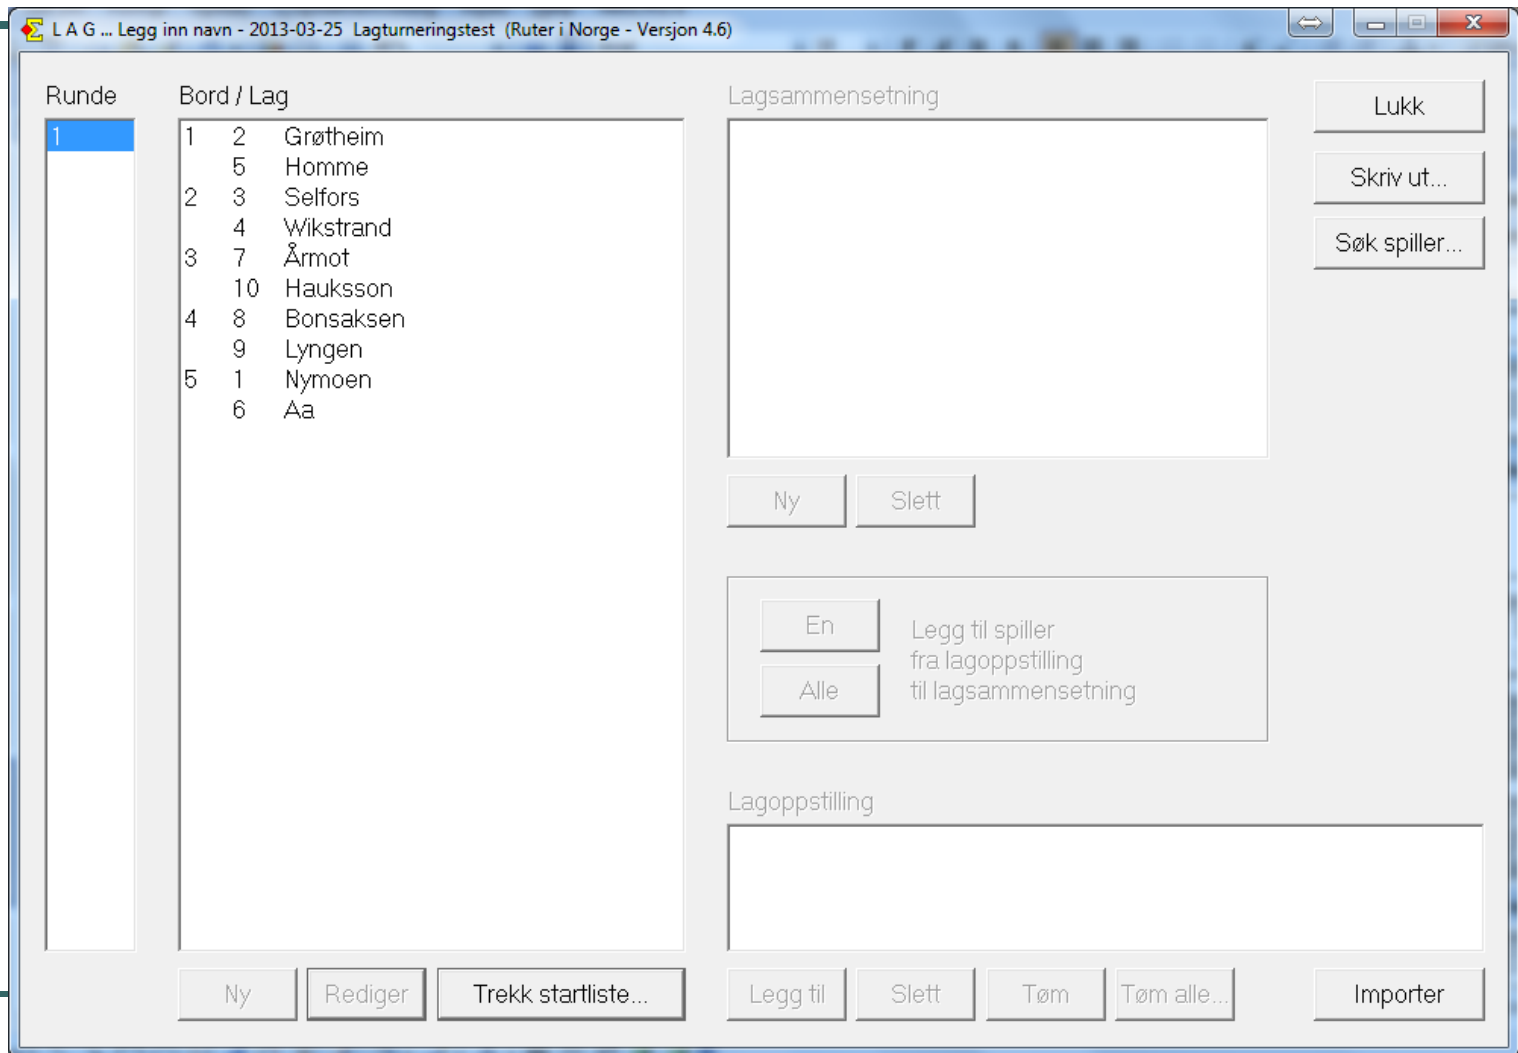 L A G ... Legg inn navn - 2013-03-25 Lagturneringstest (Ruter i Norge - Versjon 4.6)
Runde
1
Bord / Lag
1 2 Grøtheim
5 Homme
2 3 Selfors
4 Wikstrand
3 7 Årmot
10 Hauksson
4 8 Bonsaksen
9 Lyngen
5 1 Nymoen
6 Aa
Ny Rediger Trekk startliste...
Lagsammensetning
Ny Slett
En
Alle
Legg til spiller
fra lagoppstilling
til lagsammensetning
Lagoppstilling
Legg til Slett Tøm Tøm alle...
Lukk
Skriv ut...
Søk spiller...
Importer